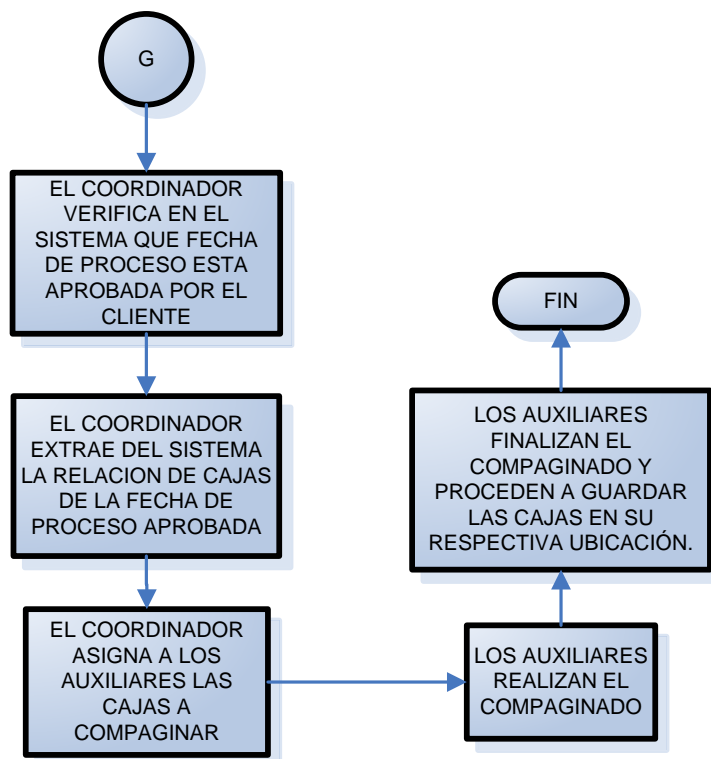 G
EL COORDINADOR
VERIFICA EN EL
SISTEMA QUE FECHA
DE PROCESO ESTA
APROBADA POR EL
CLIENTE
EL COORDINADOR
EXTRAE DEL SISTEMA
LA RELACION DE CAJAS
DE LA FECHA DE
PROCESO APROBADA
EL COORDINADOR
ASIGNA A LOS
AUXILIARES LAS
CAJAS A
COMPAGINAR
LOS AUXILIARES
REALIZAN EL
COMPAGINADO
LOS AUXILIARES
FINALIZAN EL
COMPAGINADO Y
PROCEDEN A GUARDAR
LAS CAJAS EN SU
RESPECTIVA UBICACIÓN.
FIN